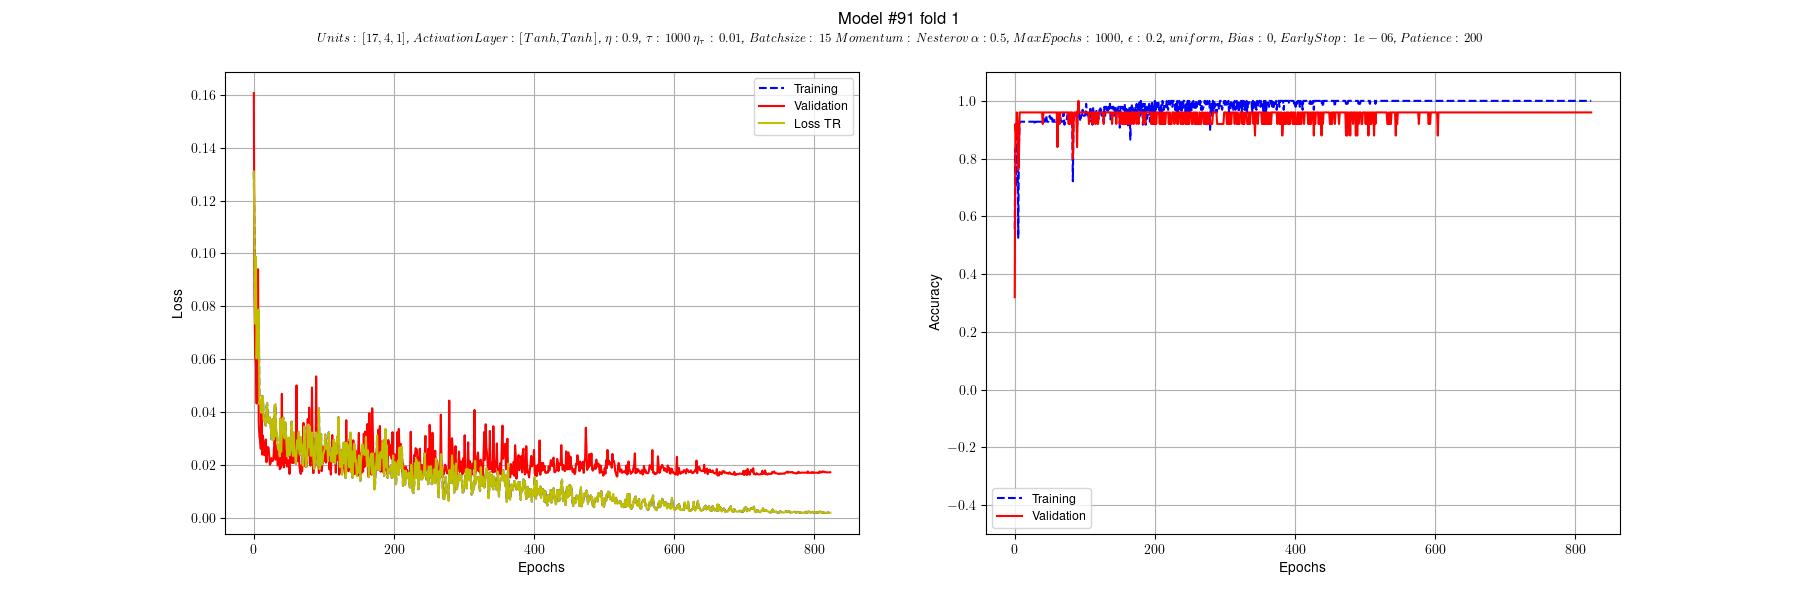 Model #91 fold 1
Units : [17, 4, 1], ActivationLayer : [Tanh, Tanh], η : 0.9, τ : 1000 ητ : 0.01, Batchsize : 15 Momentum : Nesterov α : 0.5, MaxEpochs : 1000, ϵ : 0.2, uniform, Bias : 0, EarlyStop : 1e − 06, Patience : 200
0.16
0.14
0.12
0.10
0.08
0.06
0.04
0.02
0.00
Loss
0 200 400 600 800
Epochs
Training
Validation
Loss TR
1.0
0.8
0.6
0.4
0.2
0.0
−0.2
−0.4
Accuracy
Training
Validation
0 200 400 600 800
Epochs